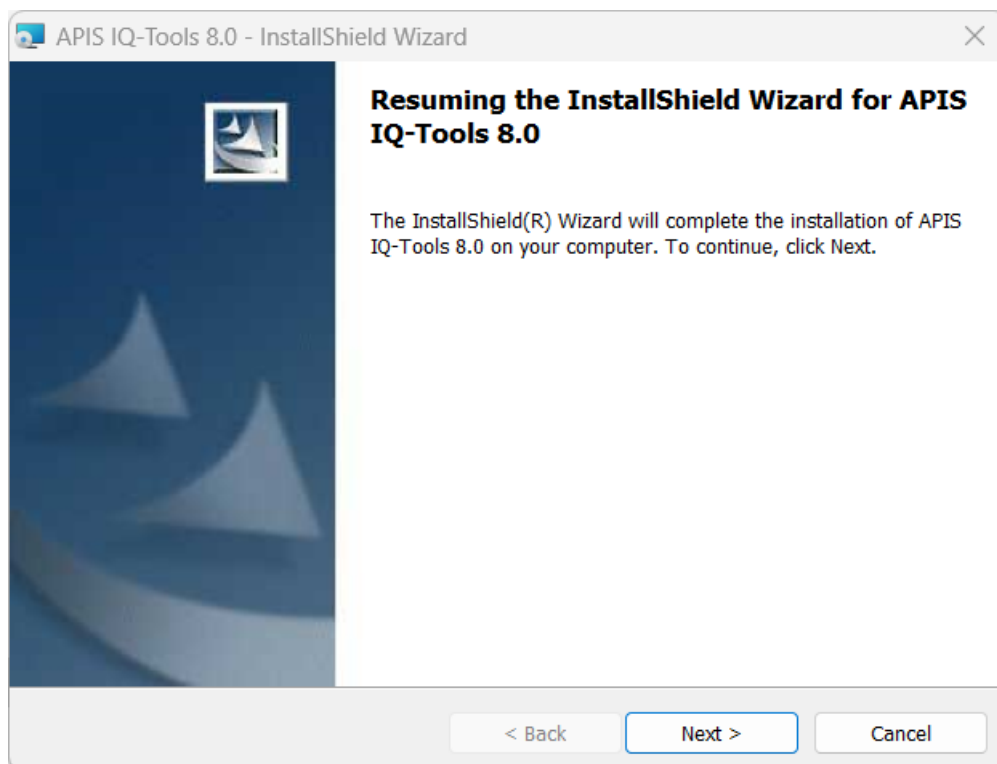 APIS IQ-Tools 8.0 - InstallShield Wizard
Resuming the InstallShield Wizard for APIS
IQ-Tools 8.0
The InstallShield(R) Wizard will complete the installation of APIS
IQ-Tools 8.0 on your computer. To continue, click Next.
< Back Next > Cancel